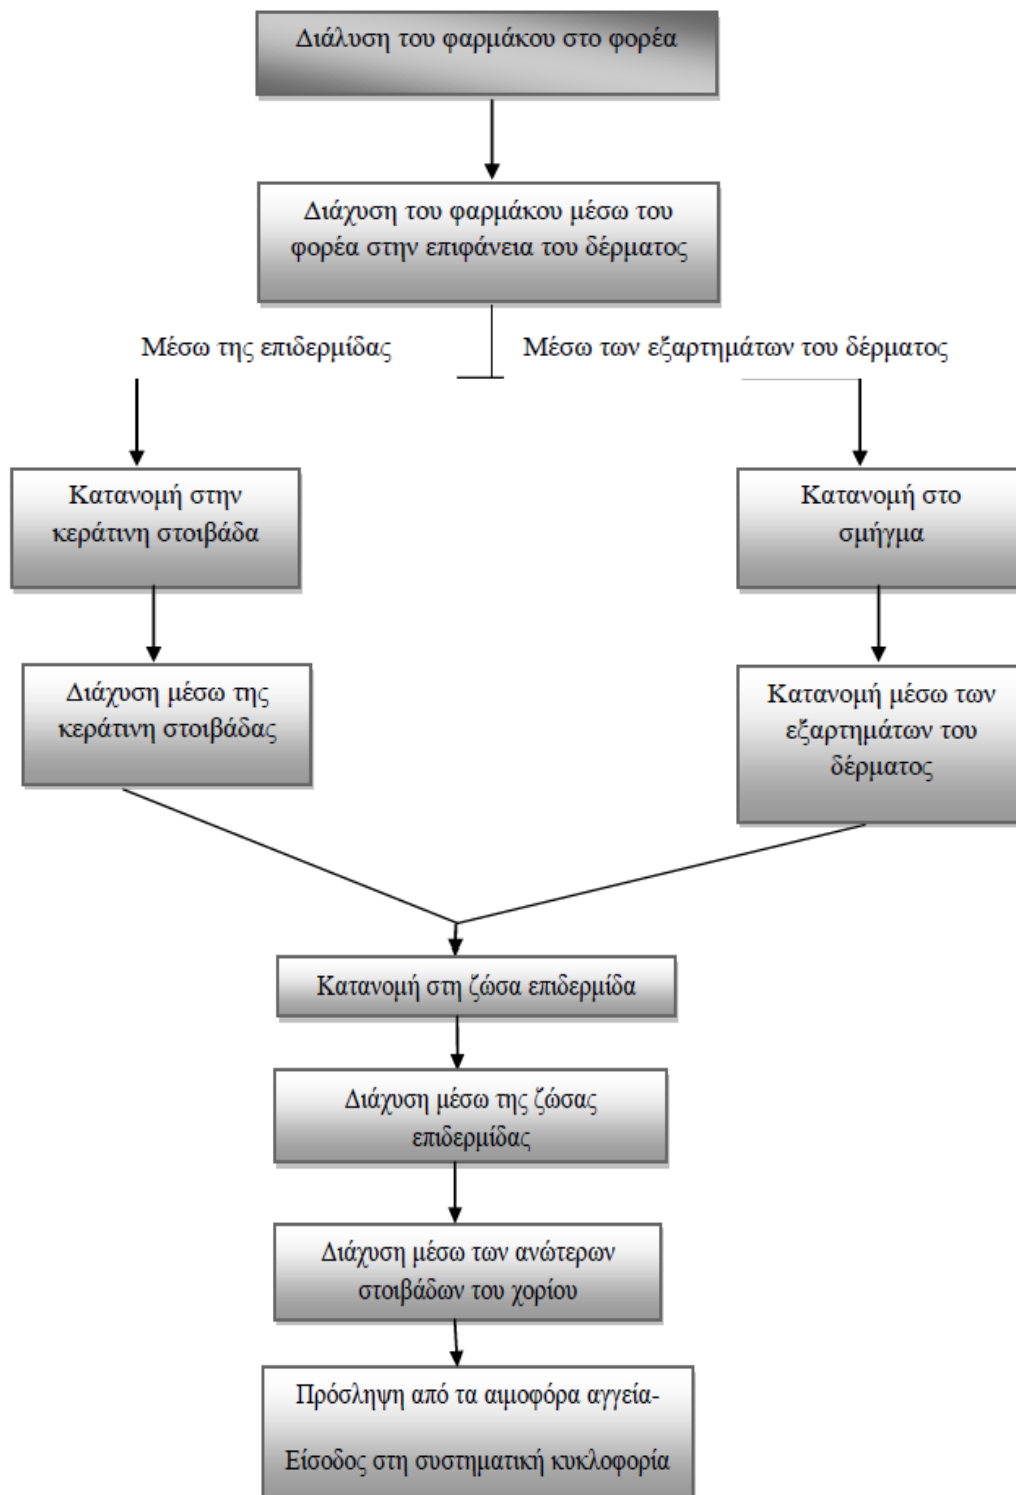 Διάλυση του φαρμάκου στο φορέα
Διάχυση του φαρμάκου μέσω του
φορέα στην επιφάνεια του δέρματος
Μέσω της επιδερμίδας
Μέσω των εξαρτημάτων του δέρματος
Κατανομή στην
κεράτινη στοιβάδα
Κατανομή στο
σμήγμα
Διάχυση μέσω της
κεράτινη στοιβάδας
Κατανομή μέσω των
εξαρτημάτων του
δέρματος
Κατανομή στη ζώσα επιδερμίδα
Διάχυση μέσω της ζώσας
επιδερμίδας
Διάχυση μέσω των ανώτερων
στοιβάδων του χορίου
Πρόσληψη από τα αιμοφόρα αγγεία-
Είσοδος στη συστηματική κυκλοφορία